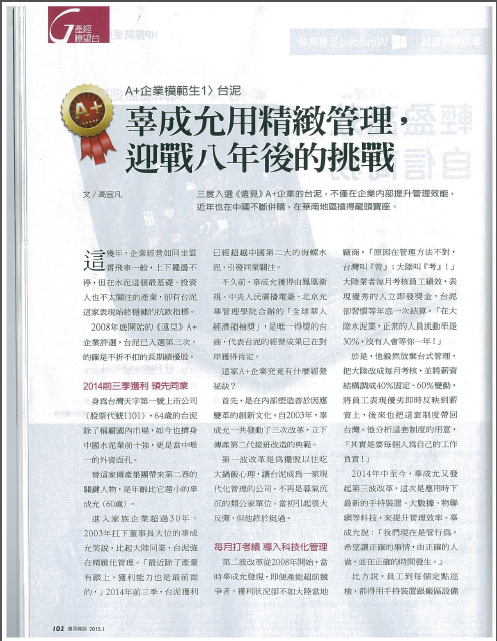 產經
瞭望台
A+企業模範生1〉台泥
A+
辜成允用精緻管理，
迎戰八年後的挑戰
文／高宜凡
三度入選《遠見》A+企業的台泥，不僅在企業內部提升管理效能，
近年也在中國不斷併購，在華南地區搶得龍頭寶座。
這幾年，企業經營如同坐雲
霄飛車一般，上下擺盪不
停，但在水泥這個最基礎、投資
人也不太關注的產業，卻有台泥
這家表現始終穩健的抗跌指標。
2008年底開始的《遠見》A+
企業評選，台泥已入選第三次，
的確是不折不扣的長期績優股。
2014前三季獲利 領先同業
身為台灣天字第一號上市公司
（股票代號1101），64歲的台泥
除了稱霸國內市場，如今也擠身
中國水泥業前十強，更是當中唯
一的外資面孔。
替這家傳產集團帶來第二春的
關鍵人物，是年齡比它還小的辜
成允（60歲）。
進入家族企業超過30年、
2003年扛下董事長大位的辜成
允笑說，比起大陸同業，台泥進
在精緻化管理。「最近除了產量
有跟上，獲利能力也是最前面
的，」2014年前三季，台泥獲利
已經超越中國第二大的海螺水
泥，引發同業關注。
不久前，辜成允獲得由鳳凰衛
視、中央人民廣播電臺、北京光
華管理學院合辦的「全球華人
經濟領袖獎」，是唯一得獎的台
商，代表台泥的經營成果已在對
岸獲得肯定。
這家A+企業究竟有什麼經營
祕訣？
首先，是在內部塑造善於因應
變革的創新文化。自2003年，辜
成允一共發動了三次改革，立下
傳產第二代接班改造的典範。
第一波改革是為擺脫以往吃
大鍋飯心理，讓台泥成為一家現
代化管理的公司，不再是暮氣沉
沉的類公家單位。當初引起很大
反彈，但他終於挺過。
每月打考績 導入科技化管理
第二波改革從2008年開始，當
時辜成允發現，即便產能超前競
爭者，獲利狀況卻不如大陸當地
廠商，「原因在管理方法不對，
台灣叫『管』；大陸叫『考』！」
大陸業者每月考核員工績效，表
現優秀的人立即發獎金，台泥
卻習慣等年底一次結算，「在大
陸水泥業，正常的人員流動率是
30%，沒有人會等你一年！」
於是，他毅然放棄台式管理，
把大陸改成每月考核，並將薪資
結構調成40%固定、60%變動，
將員工表現優劣即時反映到薪
資上，後來也把這套制度帶回
台灣。他分析這套制度的用意，
「其實是要每個人為自己的工作
負責！」
2014年中至今，辜成允又發
起第三波改革，這次是應用時下
最新的手持裝置、大數據、物聯
網等科技，來提升管理效率。辜
成允說：「我們現在是管行為，
希望讓正確的事情，由正確的人
做，並在正確的時間發生。」
比方說，員工到每個定點巡
檢，都得用手持裝置跟廠區設備
102 遠見雜誌 2015.1